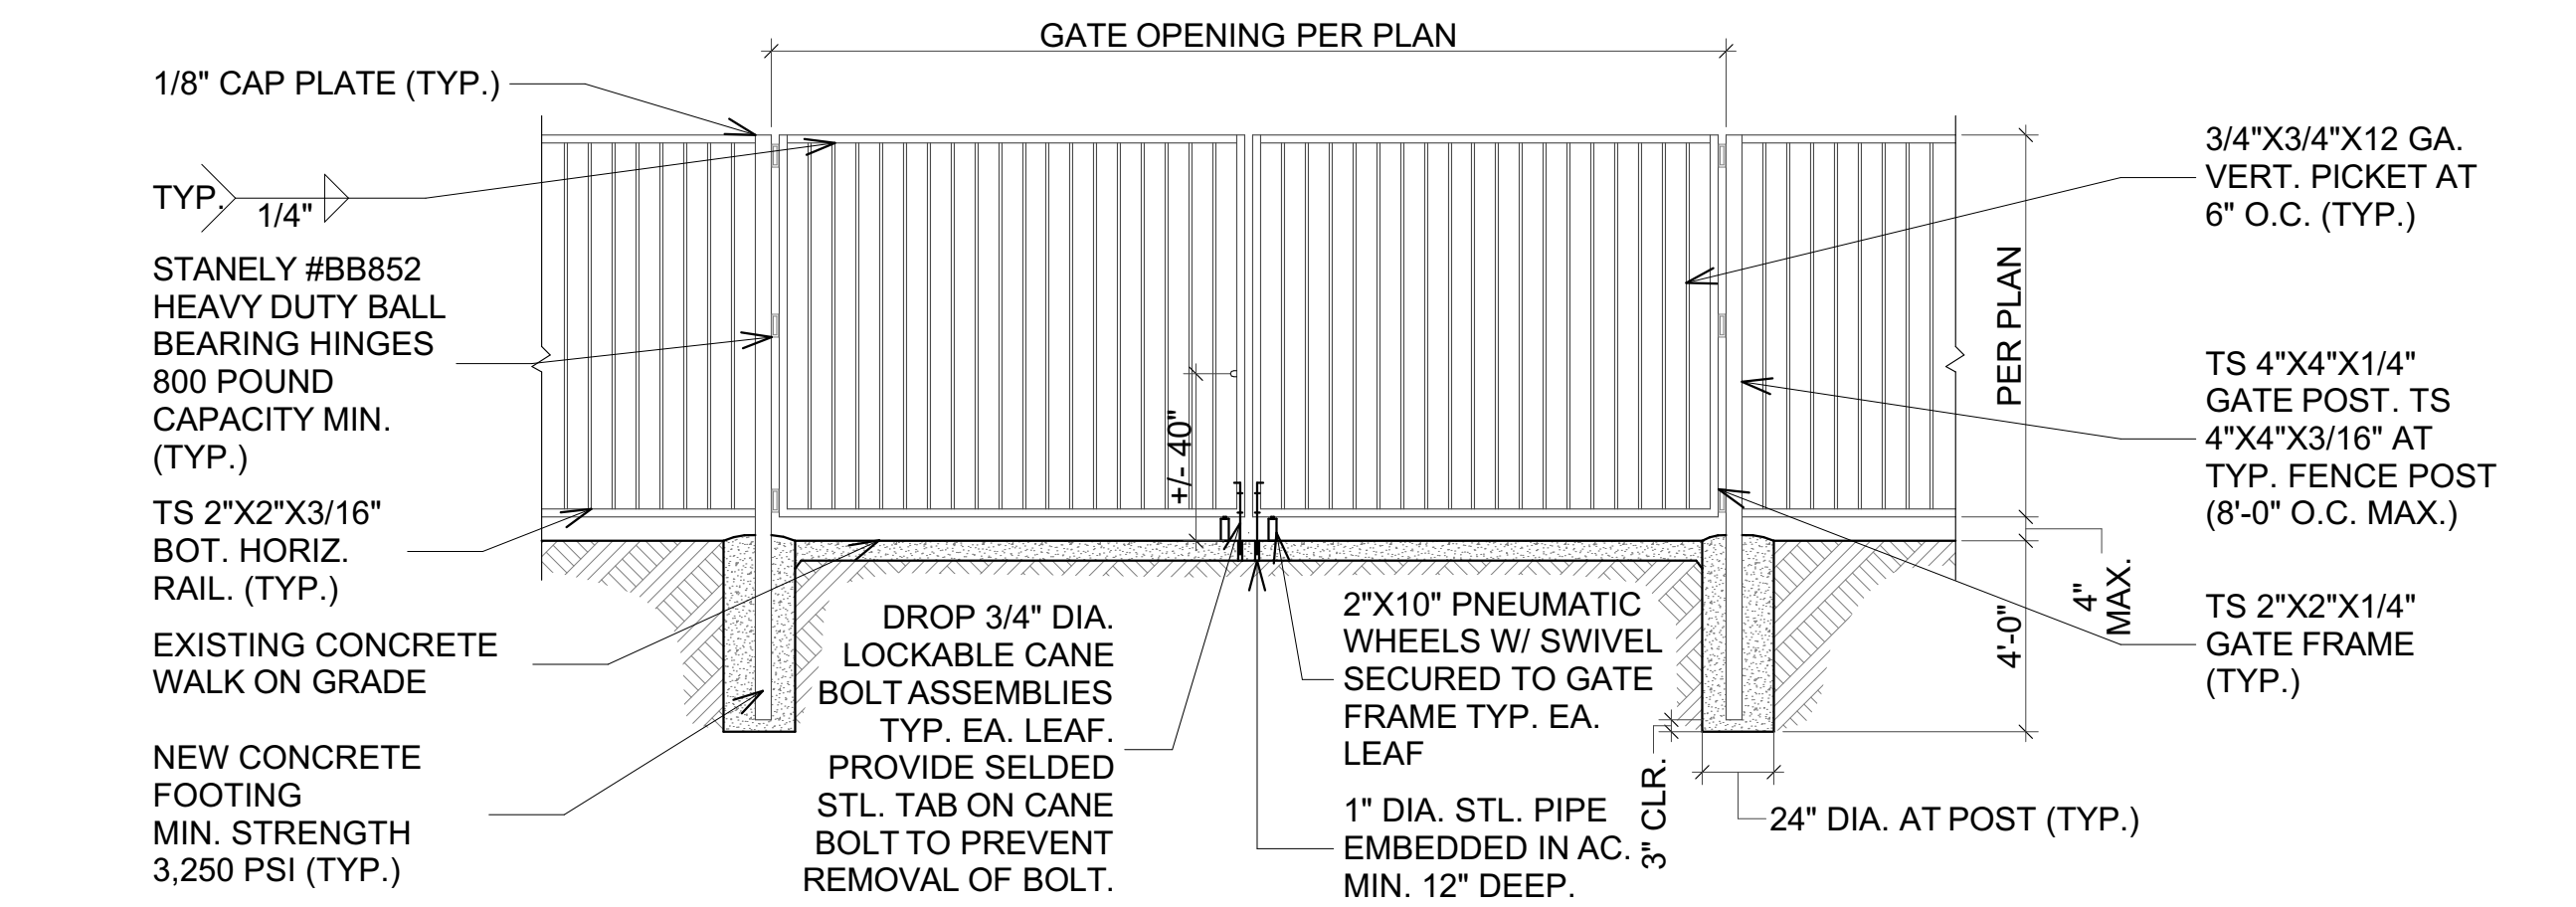 GATE OPENING PER PLAN
1/8" CAP PLATE (TYP.)
TYP.
1/4"
STANELY #BB852
HEAVY DUTY BALL
BEARING HINGES
800 POUND
CAPACITY MIN.
(TYP.)
TS 2"X2"X3/16"
BOT. HORIZ.
RAIL. (TYP.)
EXISTING CONCRETE
WALK ON GRADE
NEW CONCRETE
FOOTING
MIN. STRENGTH
3,250 PSI (TYP.)
+/- 40"
DROP 3/4" DIA.
LOCKABLE CANE
BOLT ASSEMBLIES
TYP. EA. LEAF.
PROVIDE SELDED
STL. TAB ON CANE
BOLT TO PREVENT
REMOVAL OF BOLT.
2"X10" PNEUMATIC
WHEELS W/ SWIVEL
SECURED TO GATE
FRAME TYP. EA.
LEAF
1" DIA. STL. PIPE
EMBEDDED IN AC.
MIN. 12" DEEP.
3" CLR.
24" DIA. AT POST (TYP.)
PER PLAN
4'-0"
4"
MAX.
3/4"X3/4"X12 GA.
VERT. PICKET AT
6" O.C. (TYP.)
TS 4"X4"X1/4"
GATE POST. TS
4"X4"X3/16" AT
TYP. FENCE POST
(8'-0" O.C. MAX.)
TS 2"X2"X1/4"
GATE FRAME
(TYP.)